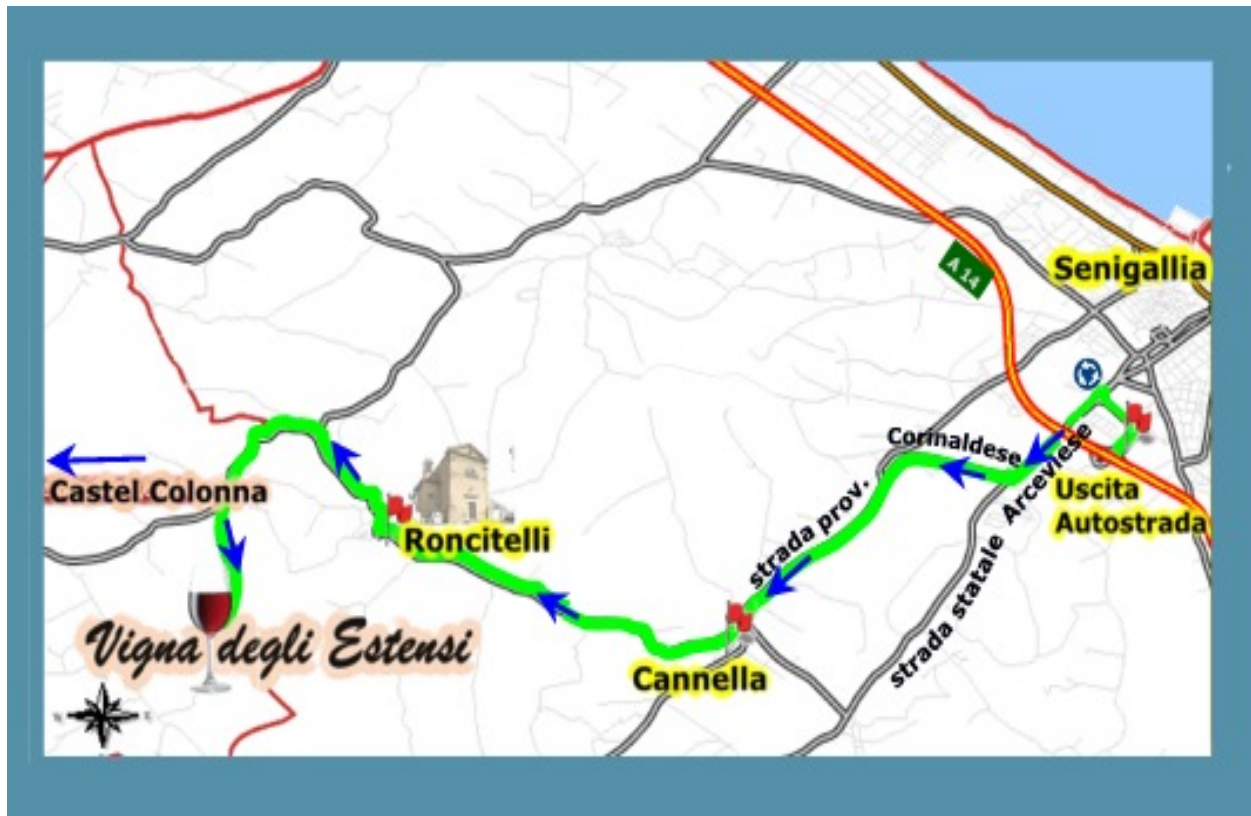 A 14
Senigallia
Corinaldese
strada prov.
strada statale Arceviese
Uscita
Autostrada
Castel Colonna
Roncitelli
Cannella
Vigna degli Estensi